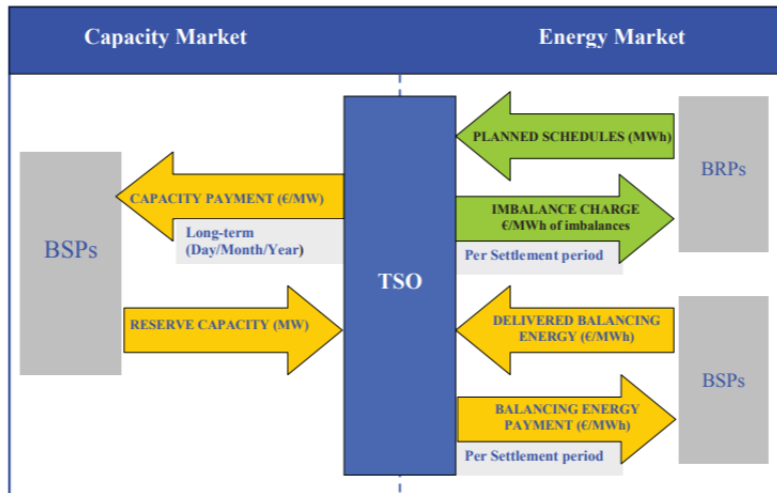 Capacity Market
Energy Market
PLANNED SCHEDULES (MWh)
BRPs
CAPACITY PAYMENT (€/MW)
IMBALANCE CHARGE
€/MWh of imbalances
BSPs
Long-term
(Day/Month/Year)
Per Settlement period
TSO
RESERVE CAPACITY (MW)
DELIVERED BALANCING
ENERGY (€/MWh)
BSPs
BALANCING ENERGY
PAYMENT (€/MWh)
Per Settlement period